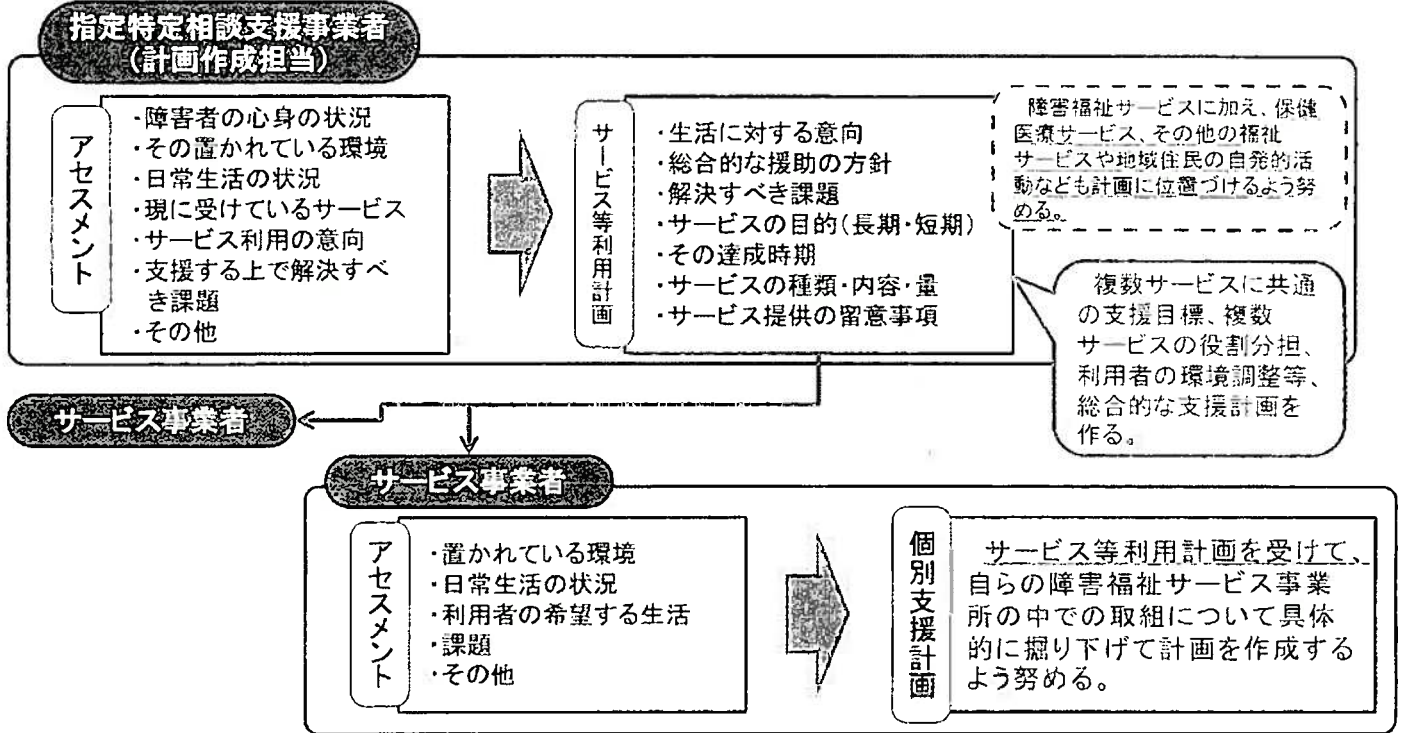 指定特定相談支援事業者
(計画作成担当)
アセスメント
・障害者の心身の状況
・その置かれている環境
・日常生活の状況
・現に受けているサービス
・サービス利用の意向
・支援する上で解決すべ
き課題
・その他
サービス等利用計画
・生活に対する意向
・総合的な援助の方針
・解決すべき課題
・サービスの目的(長期・短期)
・その達成時期
・サービスの種類・内容・量
・サービス提供の留意事項
障害福祉サービスに加え、保健
医療サービス、その他の福祉
サービスや地域住民の自発的活
動なども計画に位置づけるよう努
める。
複数サービスに共通
の支援目標、複数
サービスの役割分担、
利用者の環境調整等、
総合的な支援計画を
作る。
サービス事業者
サービス事業者
アセスメント
・置かれている環境
・日常生活の状況
・利用者の希望する生活
・課題
・その他
個別支援計画
サービス等利用計画を受けて、
自らの障害福祉サービス事業
所の中での取組について具体
的に掘り下げて計画を作成する
よう努める。